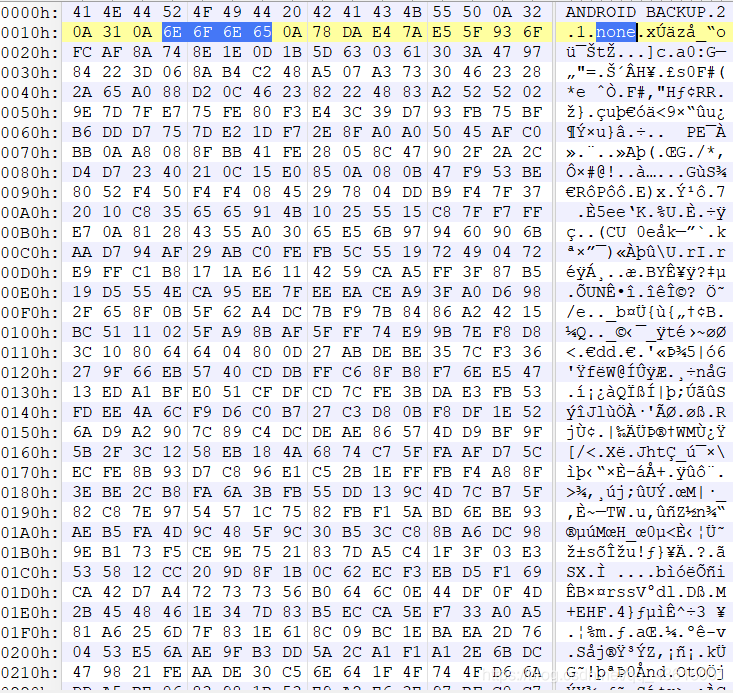 0000h: 41 4E 44 52 4F 49 44 20 42 41 43 4B 55 50 0A 32 ANDROID BACKUP.2
0010h: 0A 31 0A 6E 6F 6E 65 0A 78 DA E4 7A E5 5F 93 6F .1.none.xÚäzå_“o
0020h: FC AF 8A 74 8E 1E 0D 1B 5D 63 03 61 30 3A 47 97 ü¯ŠtŽ...]c.a0:G—
0030h: 84 22 3D 06 8A B4 C2 48 A5 07 A3 73 30 46 23 28 „"=.Š´ÂH¥.£s0F#(
0040h: 2A 65 A0 88 D2 0C 46 23 82 22 48 83 A2 52 52 02 *e ˆÒ.F#‚"Hƒ¢RR.
0050h: 9E 7D 7F E7 75 FE 80 F3 E4 3C 39 D7 93 FB 75 BF ž}.çuþ€óä<9×“ûu¿
0060h: B6 DD D7 75 7D E2 1D F7 2E 8F A0 A0 50 45 AF C0 ¶Ý×u}â.÷..  PE¯À
0070h: BB 0A A8 08 8F BB 41 FE 28 05 8C 47 90 2F 2A 2C ».¨..»Aþ(.ŒG./*,
0080h: D4 D7 23 40 21 0C 15 E0 85 0A 08 0B 47 F9 53 BE Ô×#@!..à…...GùS¾
0090h: 80 52 F4 50 F4 F4 08 45 29 78 04 DD B9 F4 7F 37 €RôPôô.E)x.Ý¹ô.7
00A0h: 20 10 C8 35 65 65 91 4B 10 25 55 15 C8 7F F7 FF  .È5ee‘K.%U.È.÷ÿ
00B0h: E7 0A 81 28 43 55 A0 30 65 E5 6B 97 94 60 90 6B ç..(CU 0eåk—”`.k
00C0h: AA D7 94 AF 29 AB C0 FE FB 5C 55 19 72 49 04 72 ª×”¯)«Àþû\U.rI.r
00D0h: E9 FF C1 B8 17 1A E6 11 42 59 CA A5 FF 3F 87 B5 éÿÁ¸..æ.BYÊ¥ÿ?‡µ
00E0h: 19 D5 55 4E CA 95 EE 7F EE EA CE A9 3F A0 D6 98 .ÕUNÊ•î.îêÎ©? Ö˜
00F0h: 2F 65 8F 0B 5F 62 A4 DC 7B F9 7B 84 86 A2 42 15 /e.._b¤Ü{ù{„†¢B.
0100h: BC 51 11 02 5F A9 8B AF 5F FF 74 E9 9B 7E F8 D8 ¼Q.._©‹¯_ÿté›~øØ
0110h: 3C 10 80 64 64 04 80 0D 27 AB DE BE 35 7C F3 36 <.€dd.€.'«Þ¾5|ó6
0120h: 27 9F 66 EB 57 40 CD DB FF C6 8F B8 F7 6E E5 47 'ŸfëW@ÍÛÿÆ.¸÷nåG
0130h: 13 ED A1 BF E0 51 CF DF CD 7C FE 3B DA E3 FB 53 .í¡¿àQÏßÍ|þ;ÚãûS
0140h: FD EE 4A 6C F9 D6 C0 B7 27 C3 D8 0B F8 DF 1E 52 ýîJlùÖÀ·'ÃØ.øß.R
0150h: 6A D9 A2 90 7C 89 C4 DC DE AE 86 57 4D D9 BF 9F jÙ¢.|‰ÄÜÞ®†WMÙ¿Ÿ
0160h: 5B 2F 3C 12 58 EB 18 4A 68 74 C7 5F FA AF D7 5C [/<.Xë.JhtÇ_ú¯×\
0170h: EC FE 8B 93 D7 C8 96 E1 C5 2B 1E FF FB F4 A8 8F ìþ‹“×È–áÅ+.ÿûô¨.
0180h: 3E BE 2C B8 FA 6A 3B FB 55 DD 13 9C 4D 7C B7 5F >¾,¸új;ûUÝ.œM|·_
0190h: 82 C8 7E 97 54 57 1C 75 82 FB F1 5A BD 6E BE 93 ‚È~—TW.u‚ûñZ½n¾“
01A0h: AE B5 FA 4D 9C 48 5F 9C 30 B5 3C C8 8B A6 DC 98 ®µúMœH_œ0µ<È‹¦Ü˜
01B0h: 9E B1 73 F5 CE 9E 75 21 83 7D A5 C4 1F 3F 03 E3 ž±sõÎžu!ƒ}¥Ä.?.ã
01C0h: 53 58 12 CC 20 9D 8F 1B 0C 62 EC F3 EB D5 F1 69 SX.Ì ....bìóëÕñi
01D0h: CA 42 D7 A4 72 73 73 56 B0 64 6C 0E 44 DF 0F 4D ÊB×¤rssV°dl.Dß.M
01E0h: 2B 45 48 46 1E 34 7D 83 B5 EC CA 5E F7 33 A0 A5 +EHF.4}ƒµìÊ^÷3 ¥
01F0h: 81 A6 25 6D 7F 83 1E 61 8C 09 BC 1E BA EA 2D 76 .¦%m.ƒ.aŒ.¼.ºê-v
0200h: 04 53 E5 6A AE 9F B3 DD 5A 2C A1 F1 A1 2E 6B DC .Såj®Ÿ³ÝZ,¡ñ¡.kÜ
0210h: 47 98 21 FE AA DE 30 C5 6E 64 1F 4F 74 4F D6 6A G˜!þªÞ0Ånd.OtOÖj